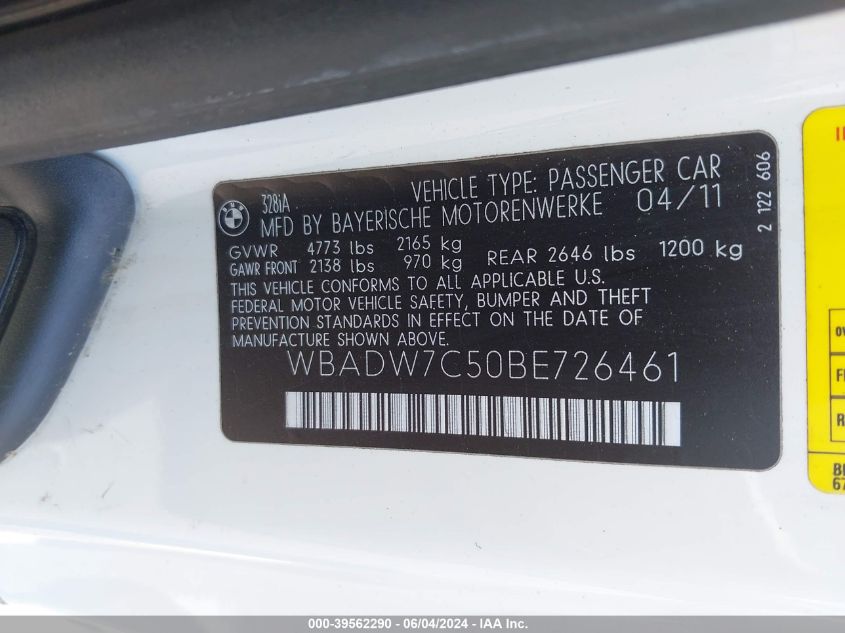 328iA
VEHICLE TYPE: PASSENGER CAR
MFD BY BAYERISCHE MOTORENWERKE 04/11
GVWR 4773 lbs 2165 kg
GAWR FRONT 2138 lbs 970 kg REAR 2646 lbs 1200 kg
THIS VEHICLE CONFORMS TO ALL APPLICABLE U.S.
FEDERAL MOTOR VEHICLE SAFETY, BUMPER AND THEFT
PREVENTION STANDARDS IN EFFECT ON THE DATE OF
MANUFACTURE SHOWN ABOVE.
WBADW7C50BE726461
2 122 606
000-39562290 - 06/04/2024 - IAA Inc.